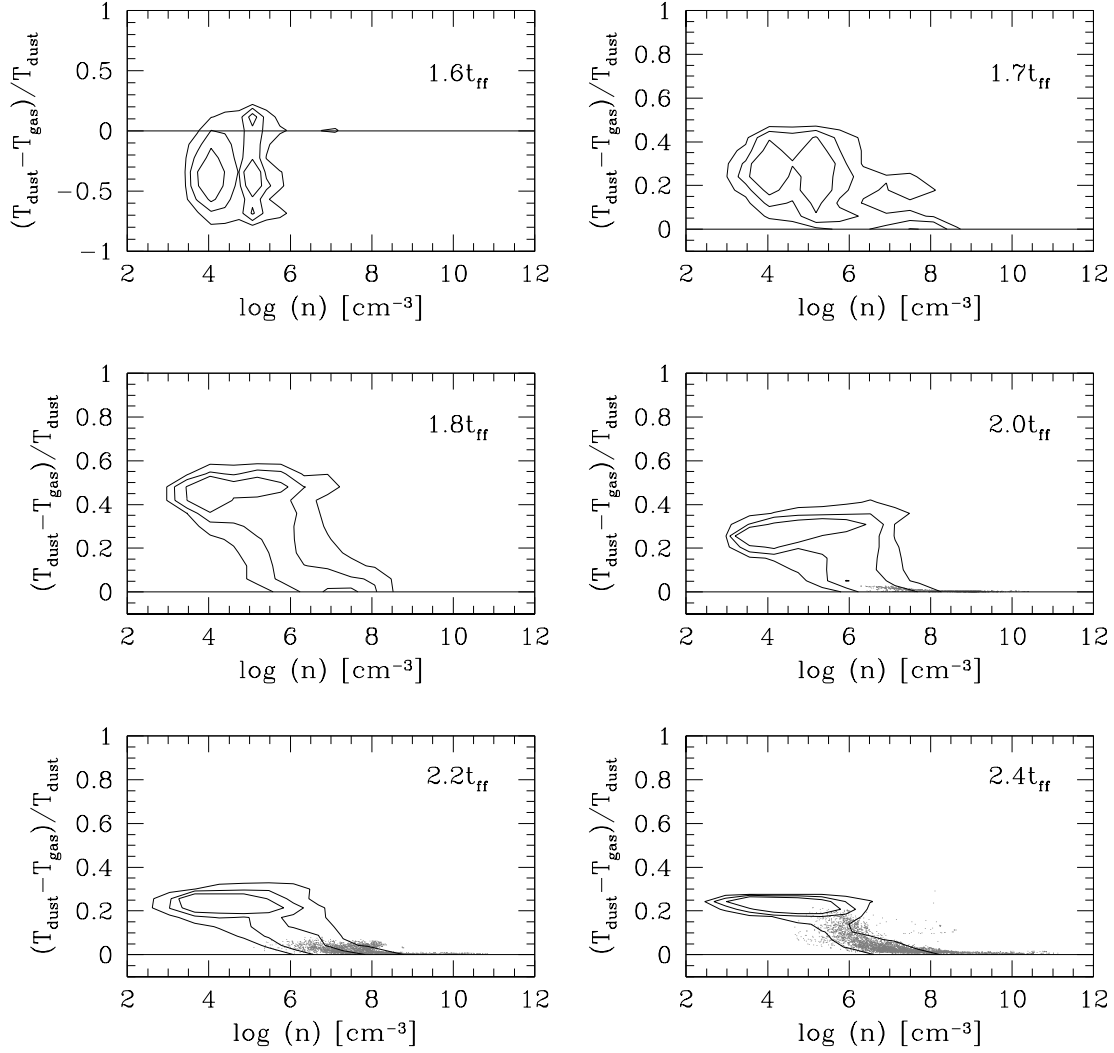 1
0.5
0
−0.5
−1
(T_dust−T_gas)/T_dust
1.6t_ff
2 4 6 8 10 12
log (n) [cm⁻³]
1
0.8
0.6
0.4
0.2
0
(T_dust−T_gas)/T_dust
1.7t_ff
2 4 6 8 10 12
log (n) [cm⁻³]
1
0.8
0.6
0.4
0.2
0
(T_dust−T_gas)/T_dust
1.8t_ff
2 4 6 8 10 12
log (n) [cm⁻³]
1
0.8
0.6
0.4
0.2
0
(T_dust−T_gas)/T_dust
2.0t_ff
2 4 6 8 10 12
log (n) [cm⁻³]
1
0.8
0.6
0.4
0.2
0
(T_dust−T_gas)/T_dust
2.2t_ff
2 4 6 8 10 12
log (n) [cm⁻³]
1
0.8
0.6
0.4
0.2
0
(T_dust−T_gas)/T_dust
2.4t_ff
2 4 6 8 10 12
log (n) [cm⁻³]